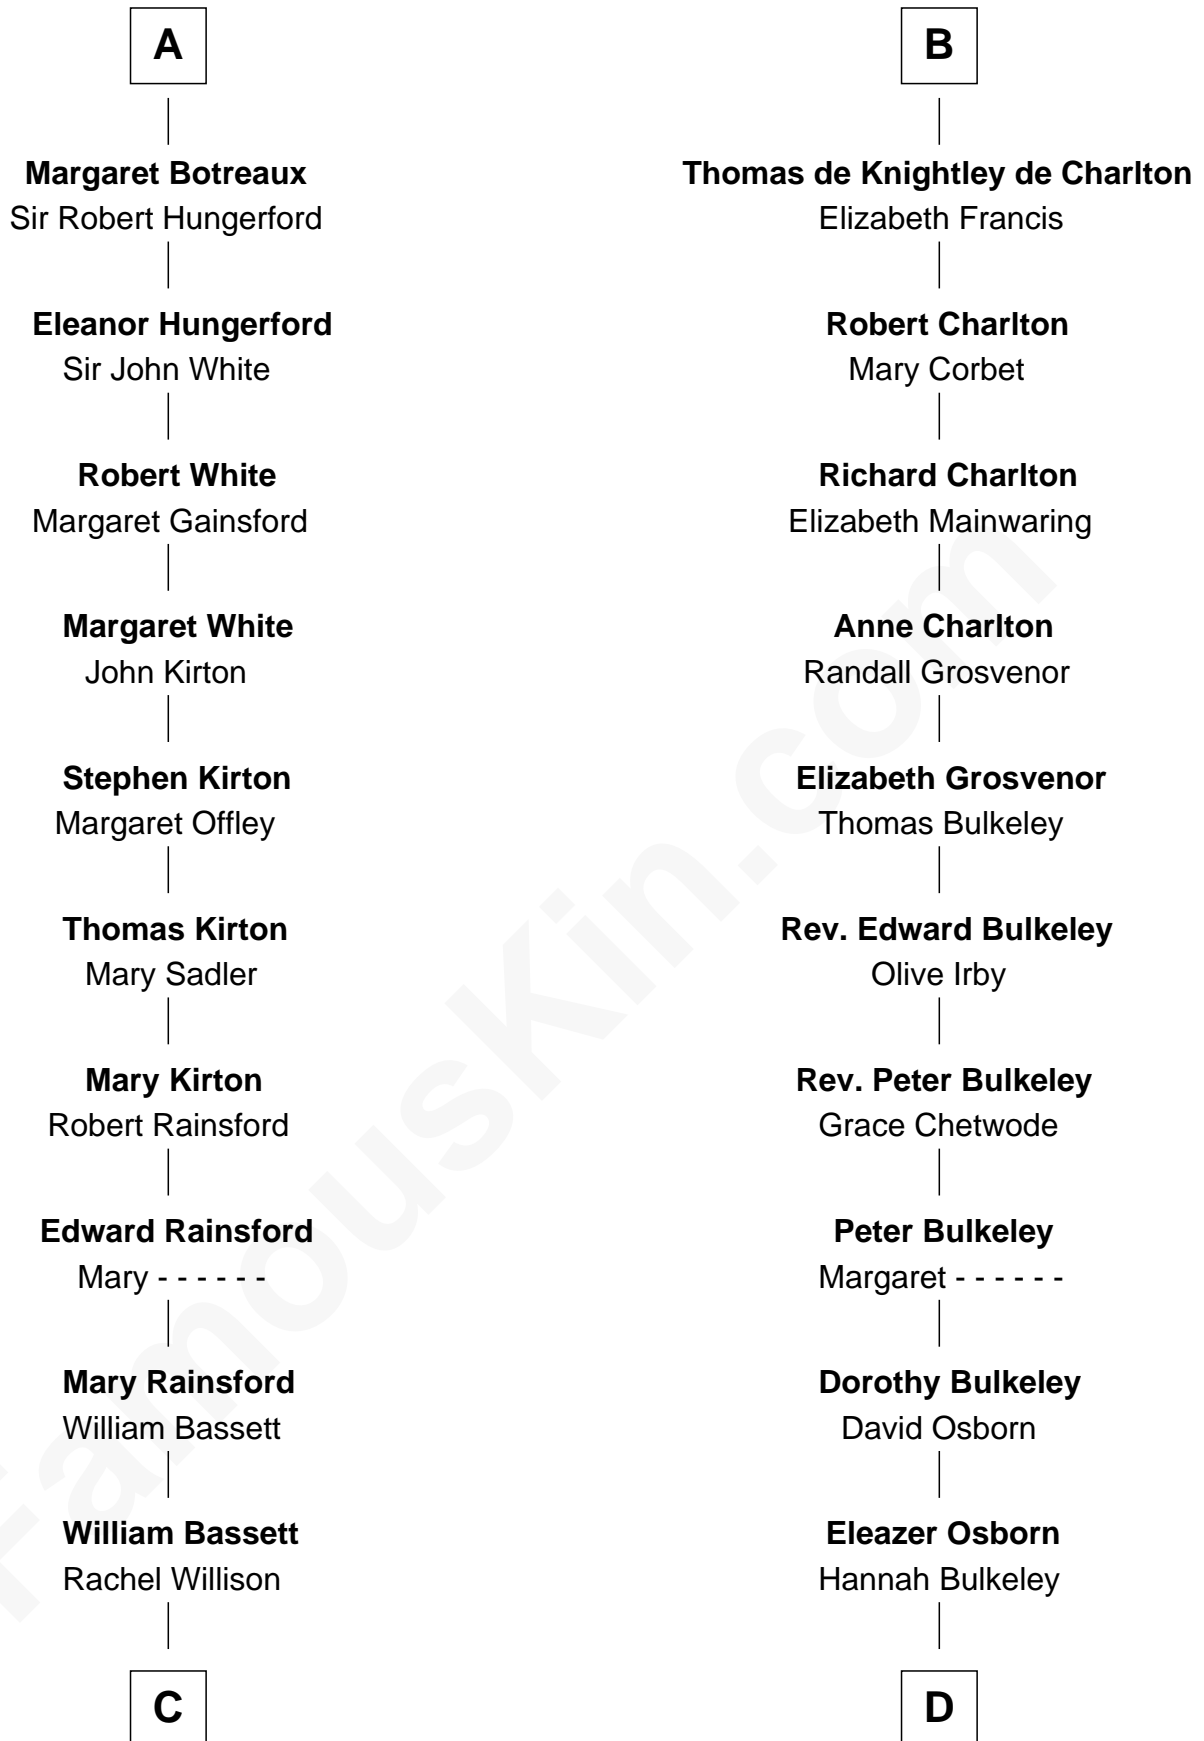 A
Margaret Botreaux
Sir Robert Hungerford
Eleanor Hungerford
Sir John White
Robert White
Margaret Gainsford
Margaret White
John Kirton
Stephen Kirton
Margaret Offley
Thomas Kirton
Mary Sadler
Mary Kirton
Robert Rainsford
Edward Rainsford
Mary - - - - - -
Mary Rainsford
William Bassett
William Bassett
Rachel Willison
C
B
Thomas de Knightley de Charlton
Elizabeth Francis
Robert Charlton
Mary Corbet
Richard Charlton
Elizabeth Mainwaring
Anne Charlton
Randall Grosvenor
Elizabeth Grosvenor
Thomas Bulkeley
Rev. Edward Bulkeley
Olive Irby
Rev. Peter Bulkeley
Grace Chetwode
Peter Bulkeley
Margaret - - - - - -
Dorothy Bulkeley
David Osborn
Eleazer Osborn
Hannah Bulkeley
D
FamousKin.com